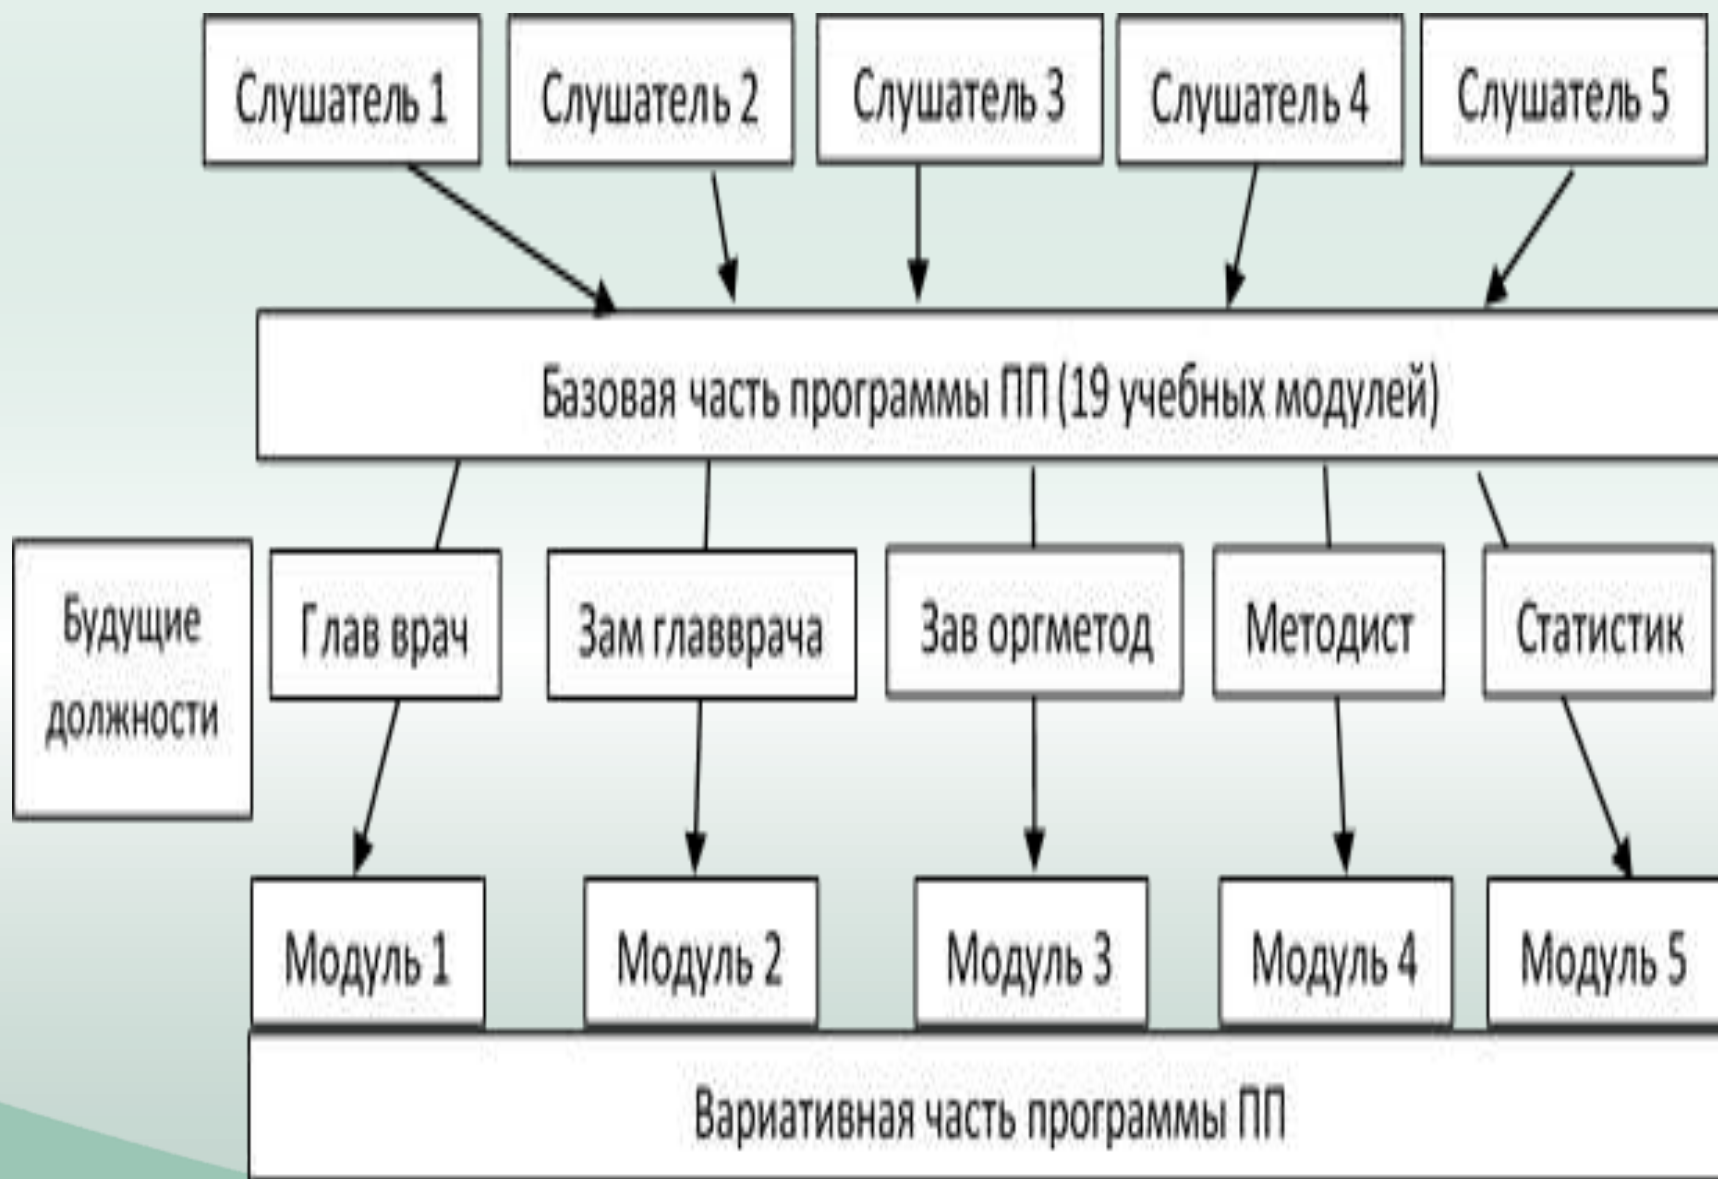 Слушатель 1
Слушатель 2
Слушатель 3
Слушатель 4
Слушатель 5
Базовая часть программы ПП (19 учебных модулей)
Будущие
должности
Глав врач
Зам главврача
Зав оргметод
Методист
Статистик
Модуль 1
Модуль 2
Модуль 3
Модуль 4
Модуль 5
Вариативная часть программы ПП